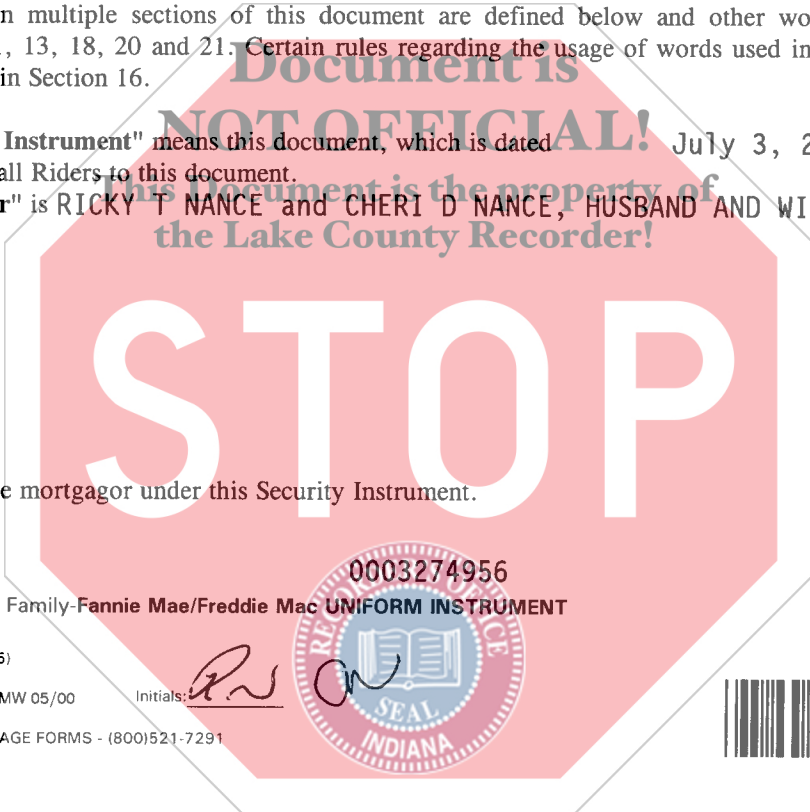 n multiple sections of this document are defined below and other wo
, 13, 18, 20 and 21. Certain rules regarding the usage of words used in
in Section 16.
Document is
NOT OFFICIAL!
Instrument" means this document, which is dated July 3, 2
all Riders to this document.
This Document is the property of
r" is RICKY T NANCE and CHERI D NANCE, HUSBAND AND WI
the Lake County Recorder!
STOP
e mortgagor under this Security Instrument.
0003274956
Family-Fannie Mae/Freddie Mac UNIFORM INSTRUMENT
MW 05/00
Initials: RN CN
AGE FORMS - (800)521-7291
RECORDER'S OFFICE
SEAL
INDIANA